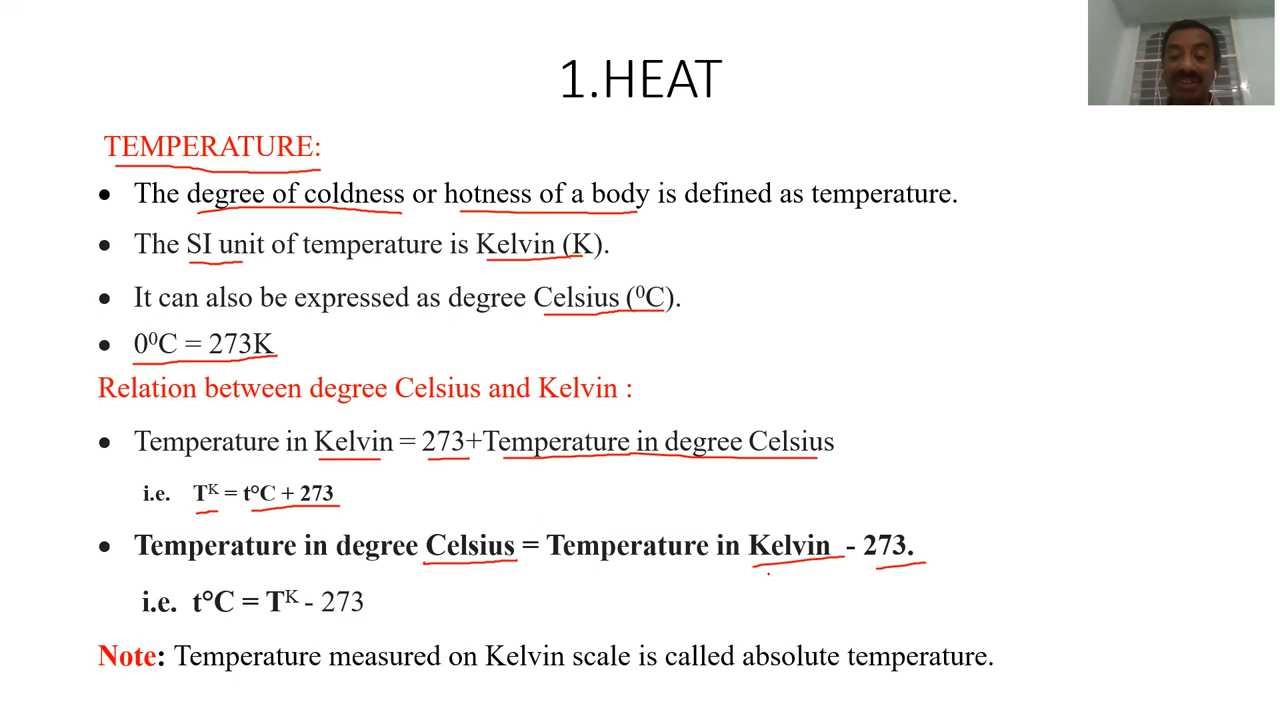 1.HEAT
TEMPERATURE:
• The degree of coldness or hotness of a body is defined as temperature.
• The SI unit of temperature is Kelvin (K).
• It can also be expressed as degree Celsius (⁰C).
• 0⁰C = 273K
Relation between degree Celsius and Kelvin :
• Temperature in Kelvin = 273+Temperature in degree Celsius
i.e. Tᴷ = t°C + 273
• Temperature in degree Celsius = Temperature in Kelvin - 273.
i.e. t°C = Tᴷ - 273
Note: Temperature measured on Kelvin scale is called absolute temperature.